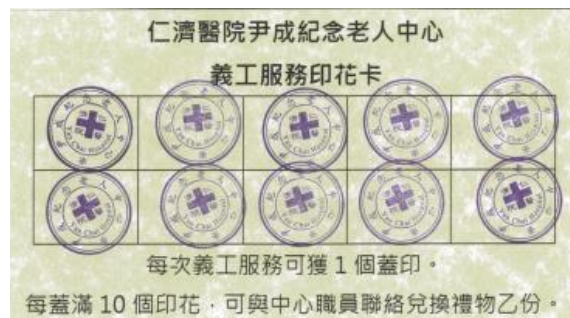 仁濟醫院尹成紀念老人中心
義工服務印花卡
每次義工服務可獲 1 個蓋印。
每蓋滿 10 個印花，可與中心職員聯絡兌換禮物乙份。